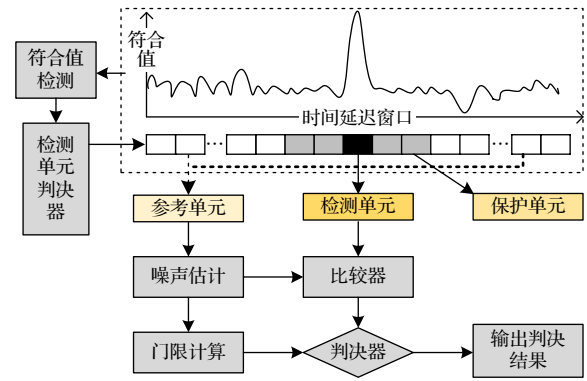 符合
值
符合值
检测
时间延迟窗口
检测
单元
判决
器
···
···
参考单元
检测单元
保护单元
噪声估计
比较器
门限计算
判决器
输出判决
结果